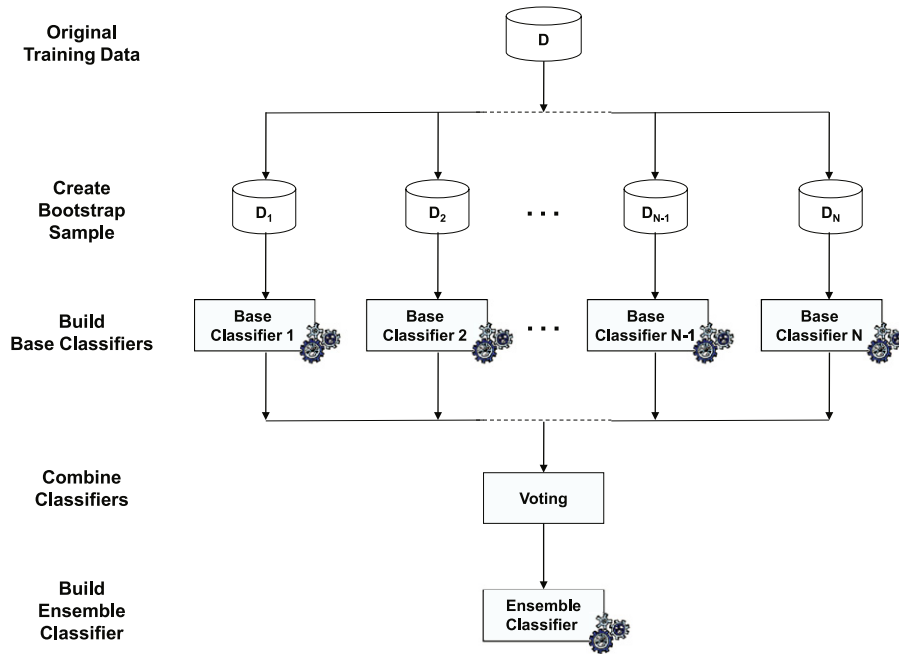 Original
Training Data
D
Create
Bootstrap
Sample
D1
D2
...
DN-1
DN
Build
Base Classifiers
Base
Classifier 1
Base
Classifier 2
...
Base
Classifier N-1
Base
Classifier N
Combine
Classifiers
Voting
Build
Ensemble
Classifier
Ensemble
Classifier